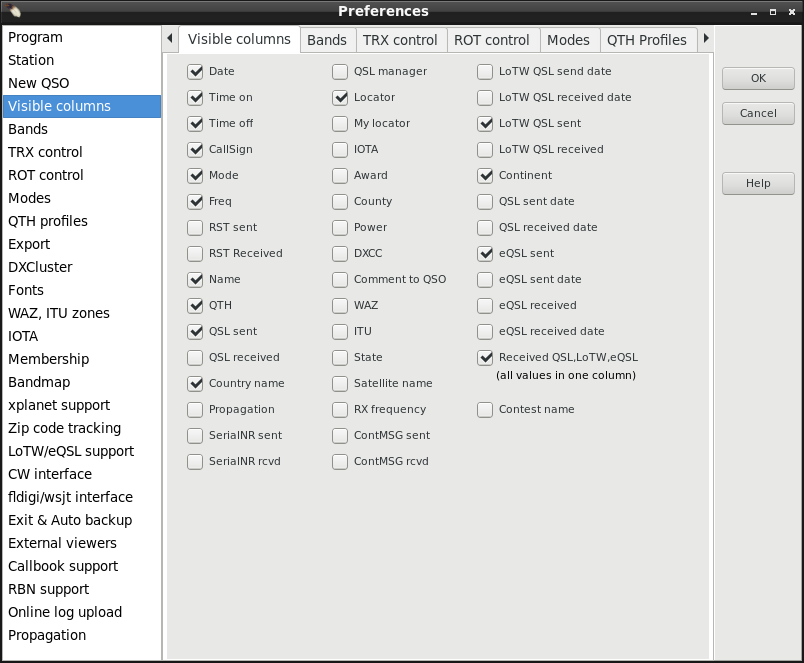 Preferences
Program
Station
New QSO
Visible columns
Bands
TRX control
ROT control
Modes
QTH profiles
Export
DXCluster
Fonts
WAZ, ITU zones
IOTA
Membership
Bandmap
xplanet support
Zip code tracking
LoTW/eQSL support
CW interface
fldigi/wsjt interface
Exit & Auto backup
External viewers
Callbook support
RBN support
Online log upload
Propagation
Visible columns Bands TRX control ROT control Modes QTH Profiles
Date
Time on
Time off
CallSign
Mode
Freq
RST sent
RST Received
Name
QTH
QSL sent
QSL received
Country name
Propagation
SerialNR sent
SerialNR rcvd
QSL manager
Locator
My locator
IOTA
Award
County
Power
DXCC
Comment to QSO
WAZ
ITU
State
Satellite name
RX frequency
ContMSG sent
ContMSG rcvd
LoTW QSL send date
LoTW QSL received date
LoTW QSL sent
LoTW QSL received
Continent
QSL sent date
QSL received date
eQSL sent
eQSL sent date
eQSL received
eQSL received date
Received QSL,LoTW,eQSL
(all values in one column)
Contest name
OK
Cancel
Help